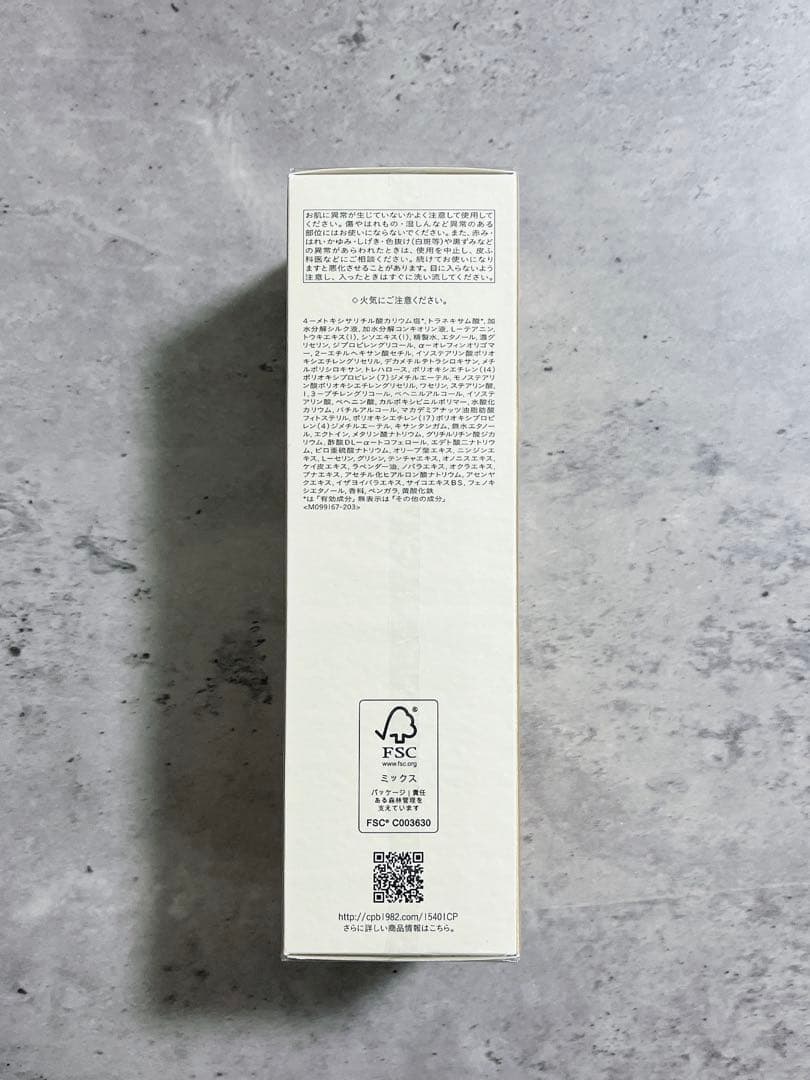 お肌に異常が生じていないかよく注意して使用して
ください。傷やはれもの・湿しんなど異常のある
部位にはお使いにならないでください。また、赤み・
はれ・かゆみ・しげき・色抜け(白斑等)や黒ずみなど
の異常があらわれたときは、使用を中止し、皮ふ
科医などにご相談ください。続けてお使いになり
ますと悪化させることがあります。目に入らないよう
注意し、入ったときはすぐに洗い流してください。
○火気にご注意ください。
4-メトキシサリチル酸カリウム塩*,トラネキサム酸*,加
水分解シルク液,加水分解コンキオリン液,L-テアニン,
トウキエキス(1),シソエキス(1),精製水,エタノール,濃グ
リセリン,ジプロピレングリコール,α-オレフィンオリゴマ
ー,2-エチルヘキサン酸セチル,イソステアリン酸ポリオ
キシエチレングリセリル,デカメチルテトラシロキサン,メチ
ルポリシロキサン,トレハロース,ポリオキシエチレン(14)
ポリオキシプロピレン(7)ジメチルエーテル,モノステアリ
ン酸ポリオキシエチレングリセリル,ワセリン,ステアリン酸,
1,3-ブチレングリコール,ベヘニルアルコール,イソステ
アリン酸,ベヘニン酸,カルボキシビニルポリマー,水酸化
カリウム,バチルアルコール,マカデミアナッツ油脂肪酸
フィトステリル,ポリオキシエチレン(17)ポリオキシプロピ
レン(4)ジメチルエーテル,キサンタンガム,無水エタノー
ル,エクトイン,メタリン酸ナトリウム,グリチルリチン酸ジカ
リウム,酢酸DL-α-トコフェロール,エデト酸二ナトリウ
ム,ピロ亜硫酸ナトリウム,オリーブ葉エキス,ニンジンエ
キス,L-セリン,グリシン,テンチャエキス,オノニスエキス,
ケイ皮エキス,ラベンダー油,ノバラエキス,オクラエキス,
ブナエキス,アセチル化ヒアルロン酸ナトリウム,アセンヤ
クエキス,イザヨイバラエキス,サイコエキスBS,フェノキ
シエタノール,香料,ベンガラ,黄酸化鉄
*は「有効成分」無表示は「その他の成分」
<M099167-203>
®
FSC
www.fsc.org
ミックス
パッケージ|責任
ある森林管理を
支えています
FSC® C003630
http://cpb1982.com/15401CP
さらに詳しい商品情報はこちら。